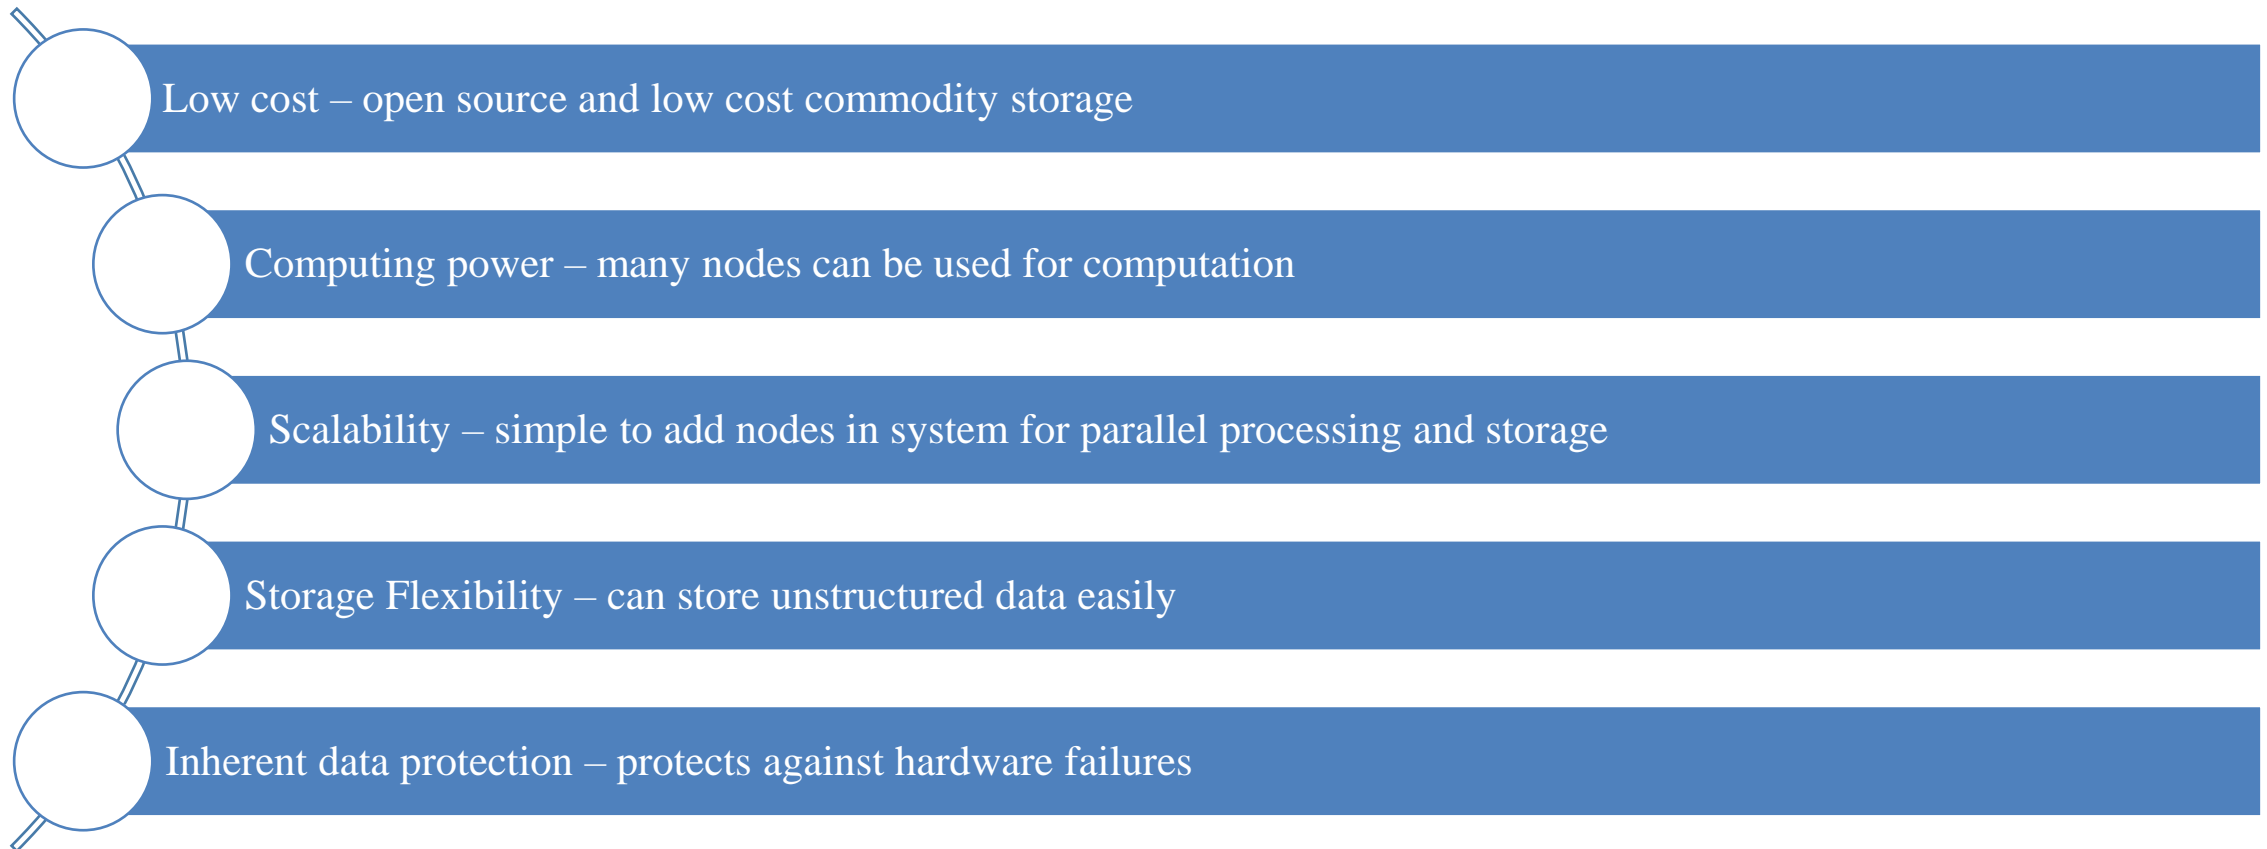 Low cost – open source and low cost commodity storage
Computing power – many nodes can be used for computation
Scalability – simple to add nodes in system for parallel processing and storage
Storage Flexibility – can store unstructured data easily
Inherent data protection – protects against hardware failures